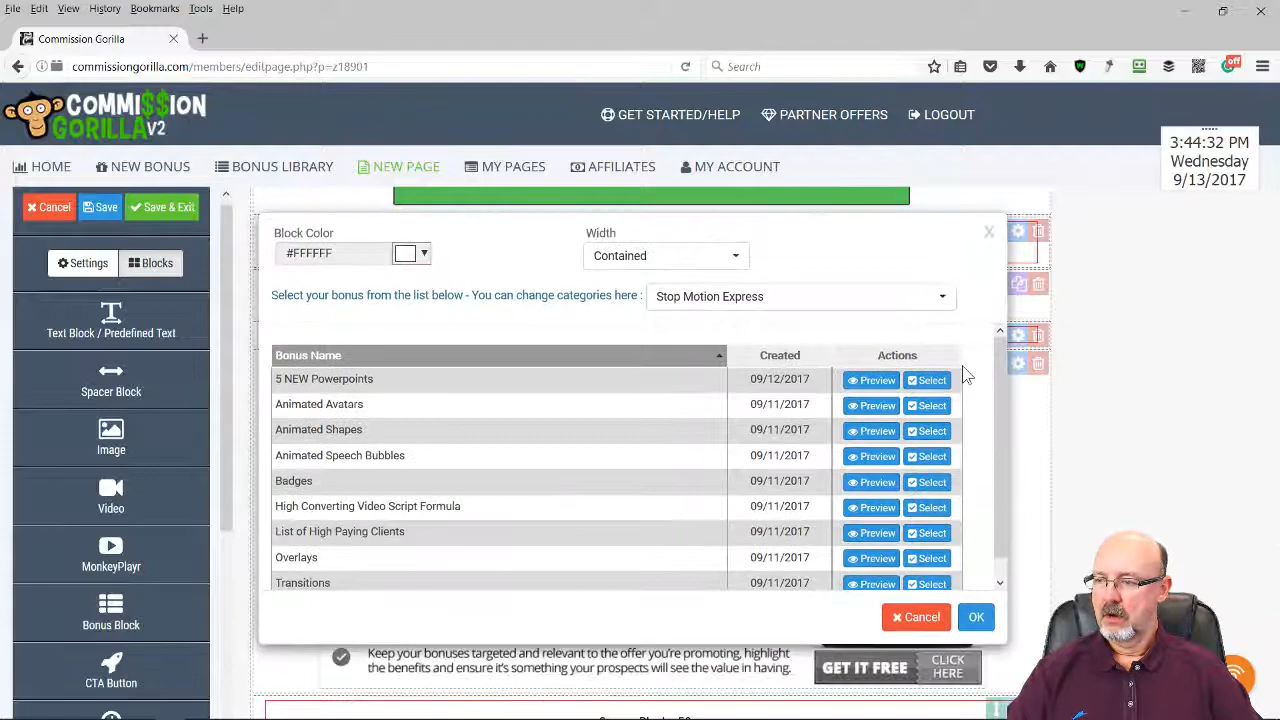 File Edit View History Bookmarks Tools Help
Commission Gorilla
commissiongorilla.com/members/editpage.php?p=z18901
Search
off
COMMI$$ION
GORILLA V2
GET STARTED/HELP PARTNER OFFERS LOGOUT
3:44:32 PM
Wednesday
9/13/2017
HOME NEW BONUS BONUS LIBRARY NEW PAGE MY PAGES AFFILIATES MY ACCOUNT
Cancel Save Save & Exit
Settings Blocks
Text Block / Predefined Text
Spacer Block
Image
Video
MonkeyPlayr
Bonus Block
CTA Button
Block Color
#FFFFFF
Width
Contained
X
Select your bonus from the list below - You can change categories here :
Stop Motion Express
Bonus Name Created Actions
5 NEW Powerpoints 09/12/2017 Preview Select
Animated Avatars 09/11/2017 Preview Select
Animated Shapes 09/11/2017 Preview Select
Animated Speech Bubbles 09/11/2017 Preview Select
Badges 09/11/2017 Preview Select
High Converting Video Script Formula 09/11/2017 Preview Select
List of High Paying Clients 09/11/2017 Preview Select
Overlays 09/11/2017 Preview Select
Transitions 09/11/2017 Preview Select
Cancel OK
Keep your bonuses targeted and relevant to the offer you're promoting, highlight
the benefits and ensure it's something your prospects will see the value in having.
GET IT FREE CLICK
HERE